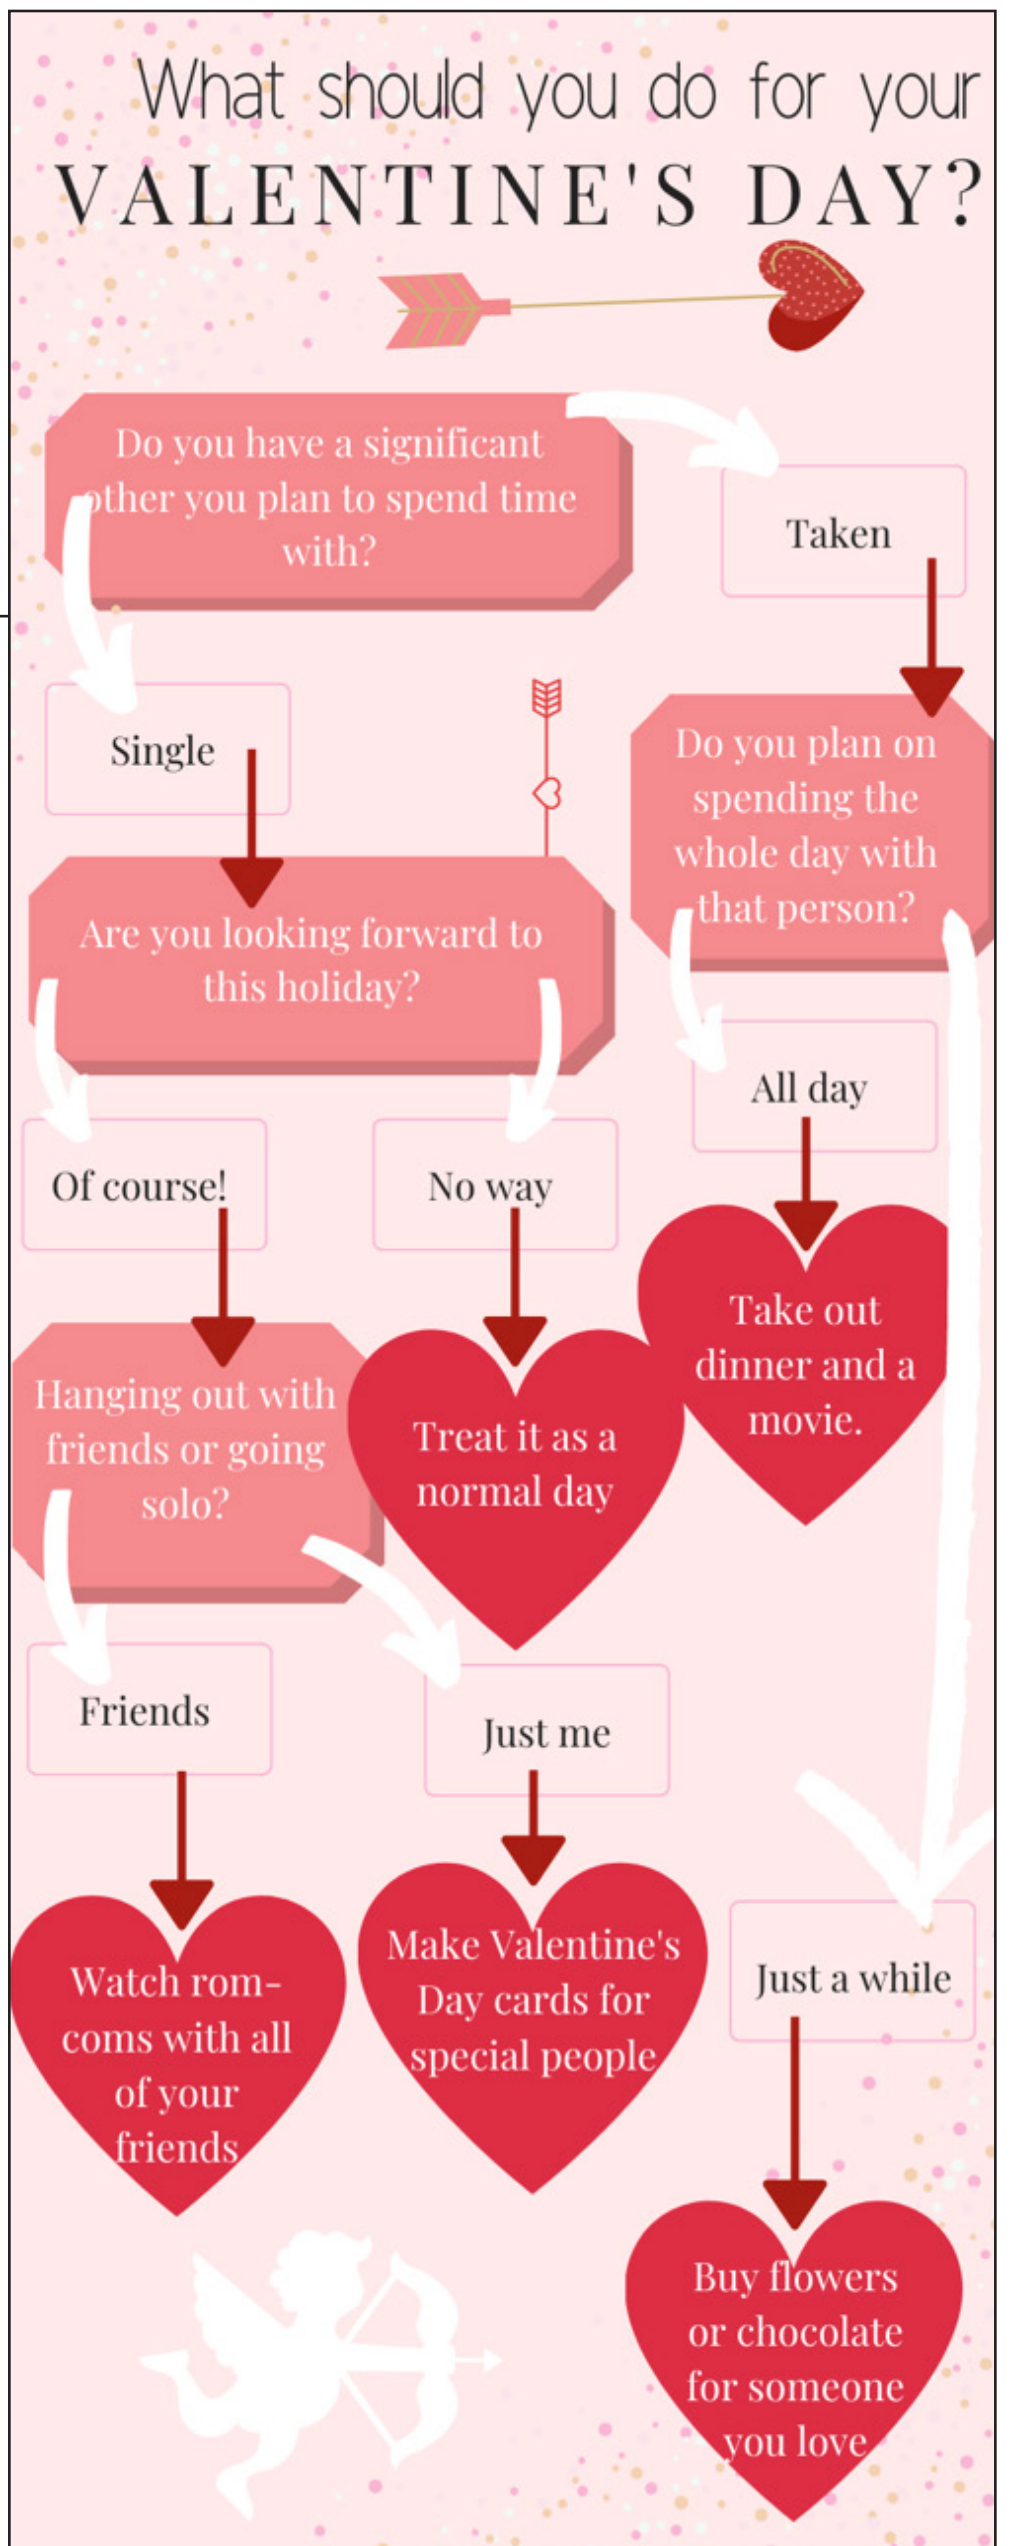 What should you do for your
VALENTINE'S DAY?
Do you have a significant
other you plan to spend time
with?
Taken
Single
Do you plan on
spending the
whole day with
that person?
Are you looking forward to
this holiday?
All day
Of course!
No way
Take out
dinner and a
movie.
Hanging out with
friends or going
solo?
Treat it as a
normal day
Friends
Just me
Watch rom-
coms with all
of your
friends
Make Valentine's
Day cards for
special people
Just a while
Buy flowers
or chocolate
for someone
you love